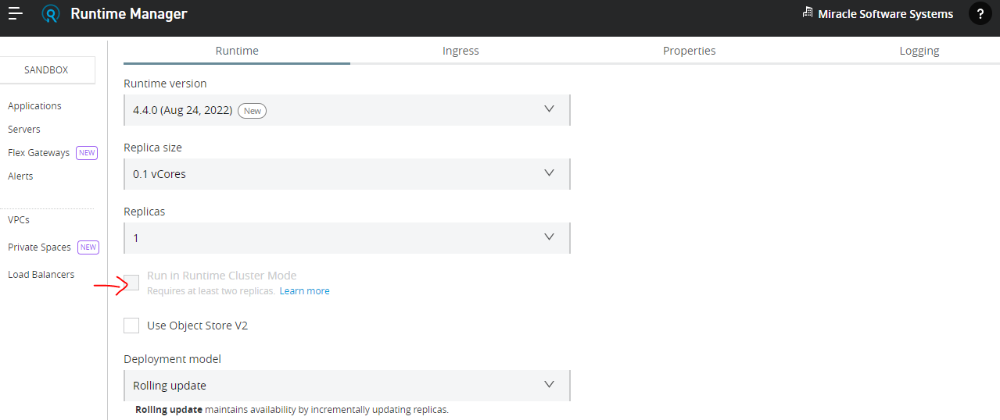 Runtime Manager
Miracle Software Systems
?
SANDBOX
Applications
Servers
Flex Gateways NEW
Alerts
VPCs
Private Spaces NEW
Load Balancers
Runtime Ingress Properties Logging
Runtime version
4.4.0 (Aug 24, 2022) New
Replica size
0.1 vCores
Replicas
1
Run in Runtime Cluster Mode
Requires at least two replicas. Learn more
Use Object Store V2
Deployment model
Rolling update
Rolling update maintains availability by incrementally updating replicas.